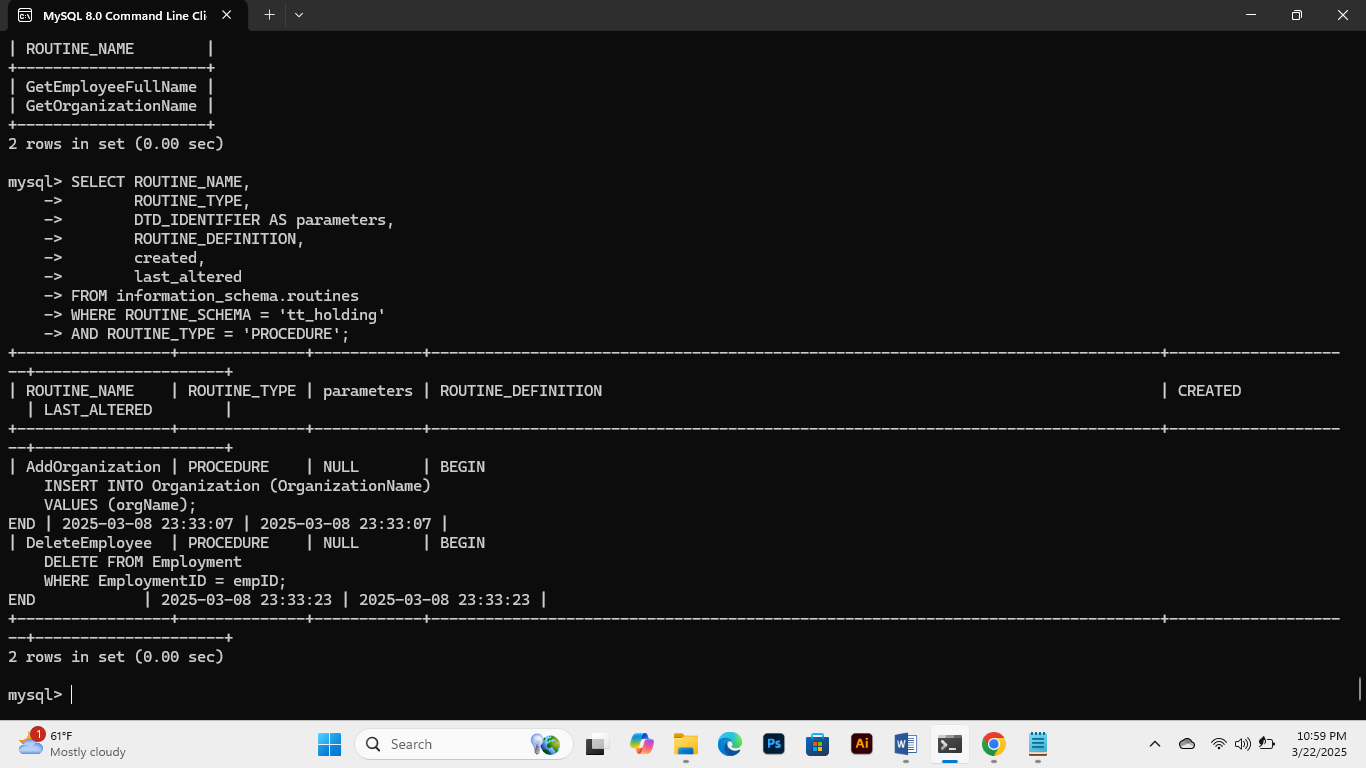 MySQL 8.0 Command Line Cli
| ROUTINE_NAME        |
+---------------------+
| GetEmployeeFullName |
| GetOrganizationName |
+---------------------+
2 rows in set (0.00 sec)
mysql> SELECT ROUTINE_NAME,
    ->        ROUTINE_TYPE,
    ->        DTD_IDENTIFIER AS parameters,
    ->        ROUTINE_DEFINITION,
    ->        created,
    ->        last_altered
    -> FROM information_schema.routines
    -> WHERE ROUTINE_SCHEMA = 'tt_holding'
    -> AND ROUTINE_TYPE = 'PROCEDURE';
+-----------------+--------------+------------+---------------------------------------------------------------------------------+-------------------
--+---------------------+
| ROUTINE_NAME    | ROUTINE_TYPE | parameters | ROUTINE_DEFINITION                                                              | CREATED
  | LAST_ALTERED        |
+-----------------+--------------+------------+---------------------------------------------------------------------------------+-------------------
--+---------------------+
| AddOrganization | PROCEDURE    | NULL       | BEGIN
    INSERT INTO Organization (OrganizationName)
    VALUES (orgName);
END | 2025-03-08 23:33:07 | 2025-03-08 23:33:07 |
| DeleteEmployee  | PROCEDURE    | NULL       | BEGIN
    DELETE FROM Employment
    WHERE EmploymentID = empID;
END            | 2025-03-08 23:33:23 | 2025-03-08 23:33:23 |
+-----------------+--------------+------------+---------------------------------------------------------------------------------+-------------------
--+---------------------+
2 rows in set (0.00 sec)
mysql>
1
61°F
Mostly cloudy
Search
Ps
Ai
W
10:59 PM
3/22/2025